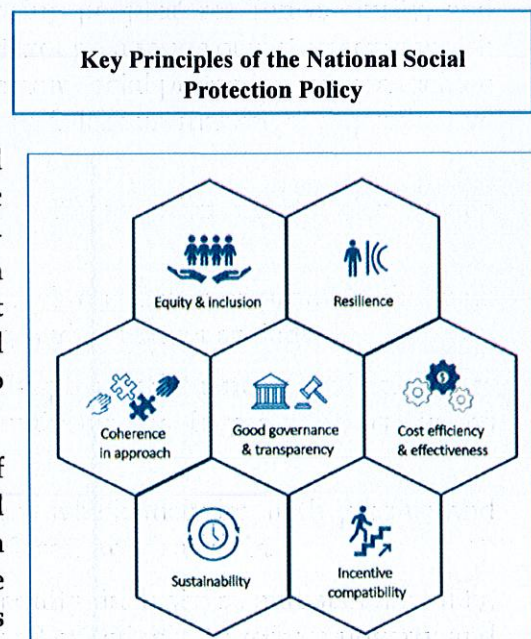 Key Principles of the National Social
Protection Policy
Equity & inclusion
Resilience
Coherence
in approach
Good governance
& transparency
Cost efficiency
& effectiveness
Sustainability
Incentive
compatibility